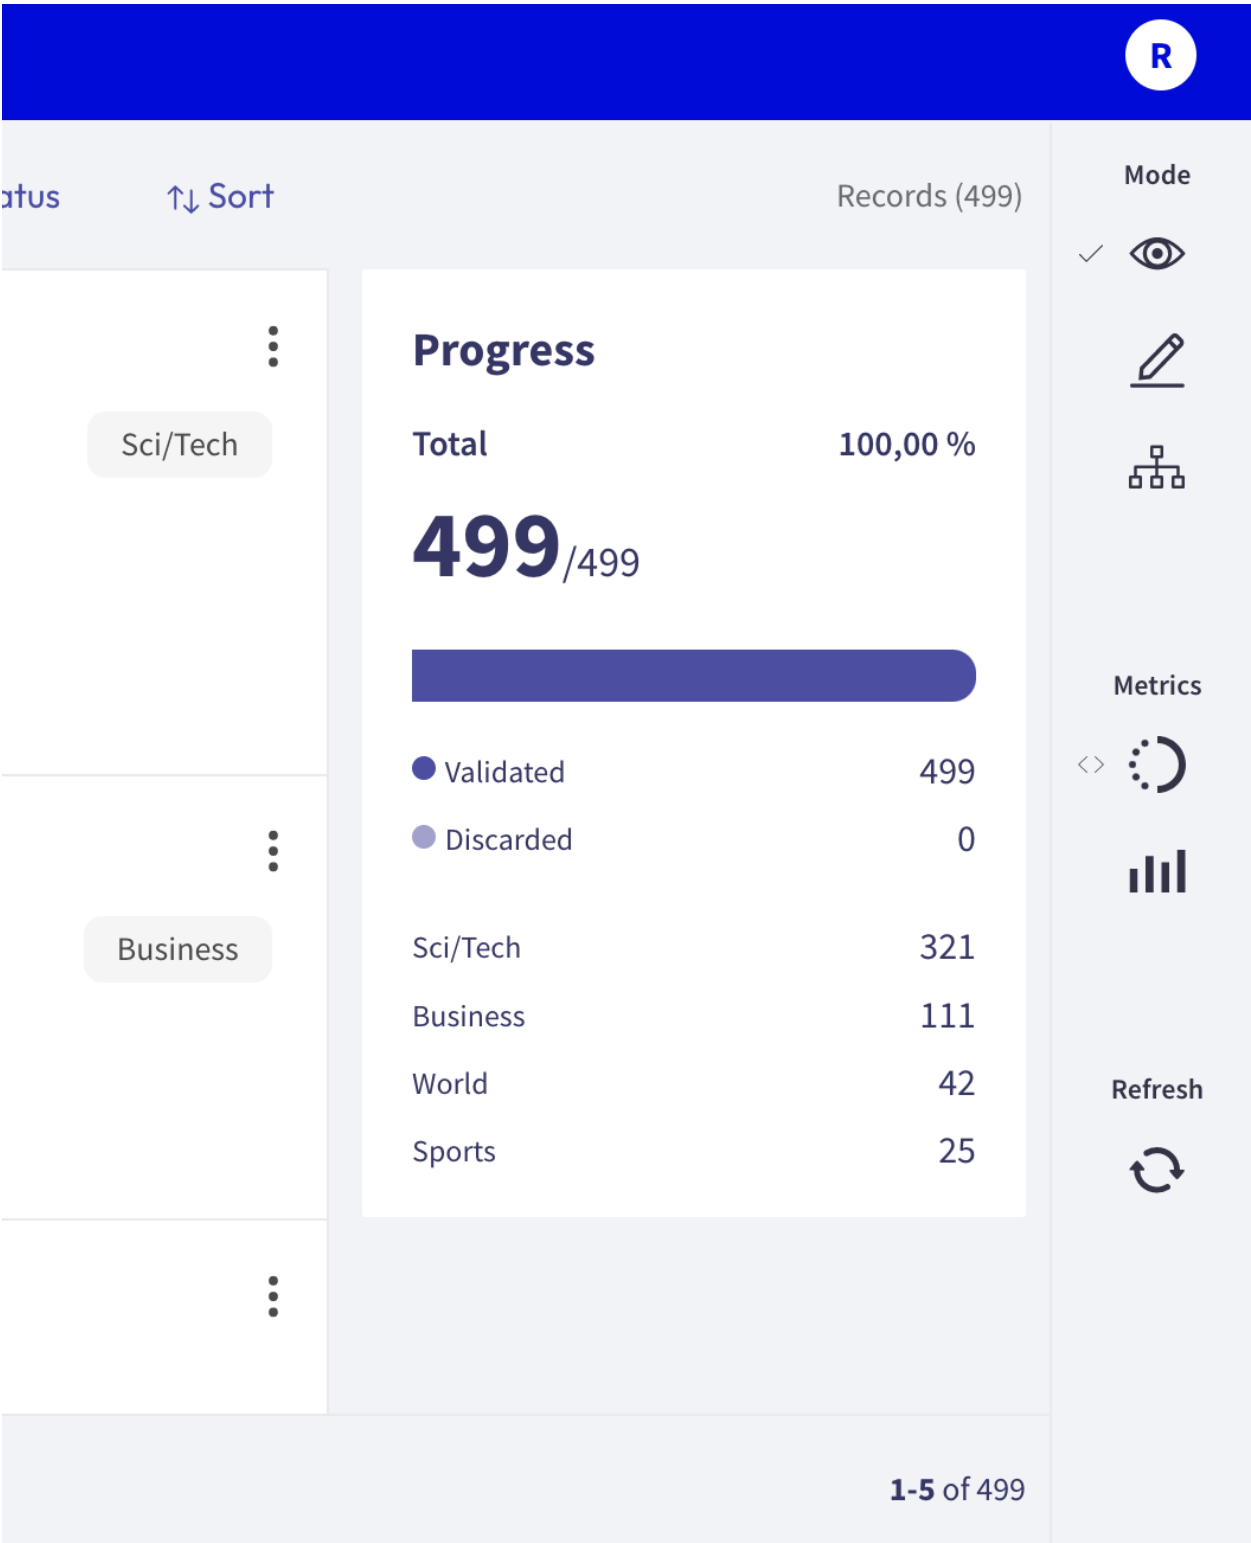 R
atus
Sort
Records (499)
Mode
Progress
Total 100,00 %
499/499
Sci/Tech
Validated 499
Discarded 0
Sci/Tech 321
Business 111
World 42
Sports 25
Business
Metrics
Refresh
1-5 of 499